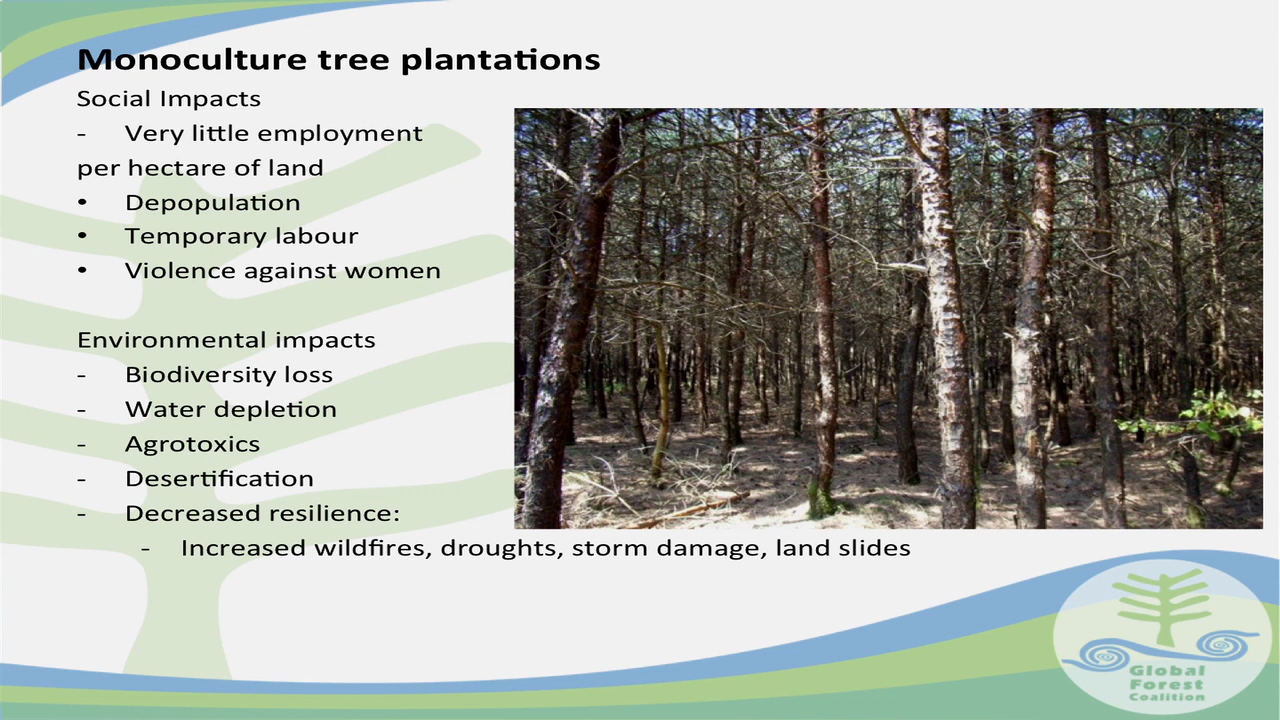 Monoculture tree plantations
Social Impacts
- Very little employment
per hectare of land
• Depopulation
• Temporary labour
• Violence against women
Environmental impacts
- Biodiversity loss
- Water depletion
- Agrotoxics
- Desertification
- Decreased resilience:
- Increased wildfires, droughts, storm damage, land slides
Global
Forest
Coalition